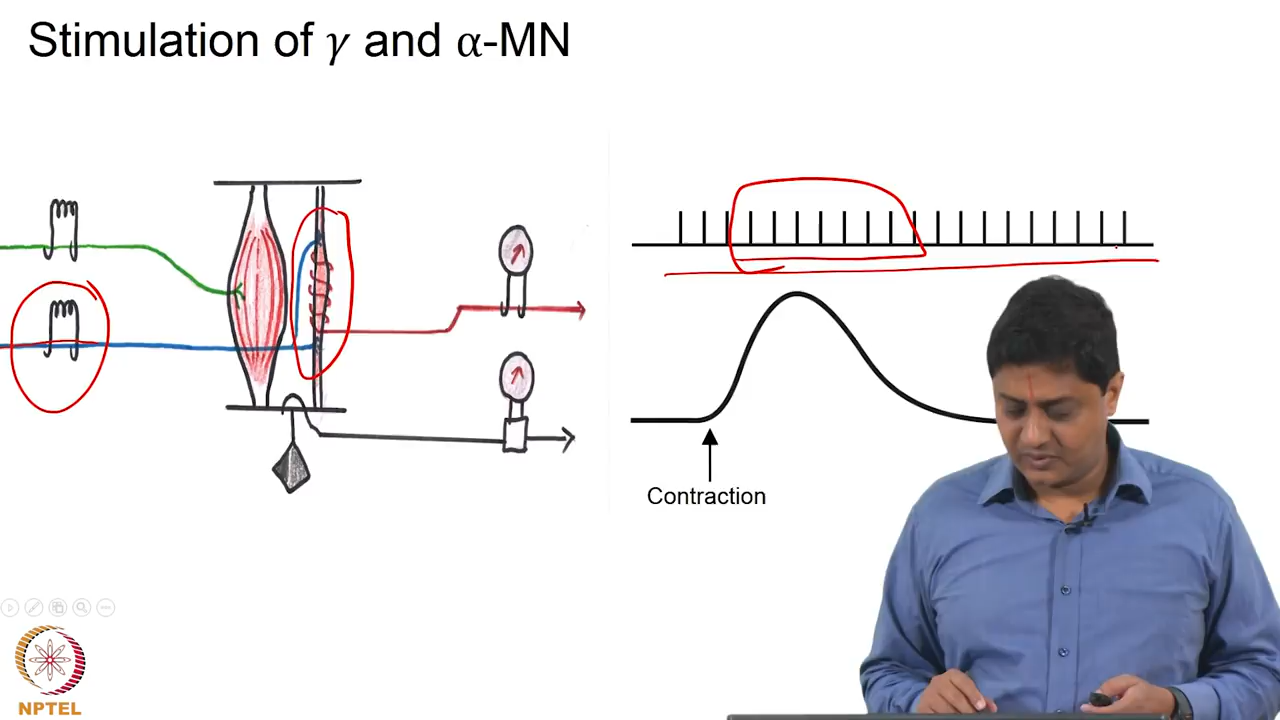 Stimulation of γ and α-MN
Contraction
NPTEL